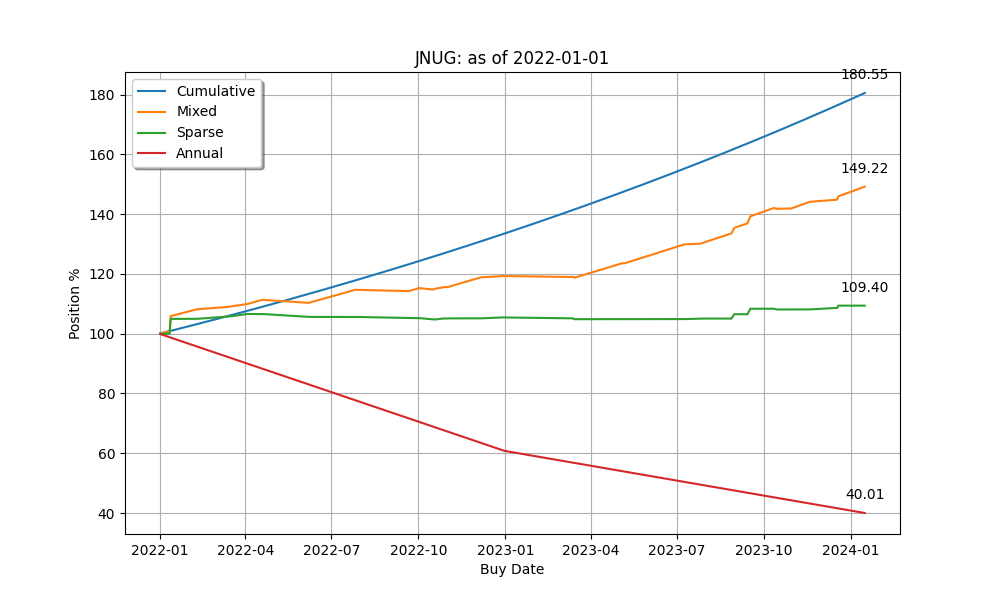 JNUG: as of 2022-01-01
180.55
149.22
109.40
40.01
Cumulative
Mixed
Sparse
Annual
Position %
180
160
140
120
100
80
60
40
2022-01 2022-04 2022-07 2022-10 2023-01 2023-04 2023-07 2023-10 2024-01
Buy Date